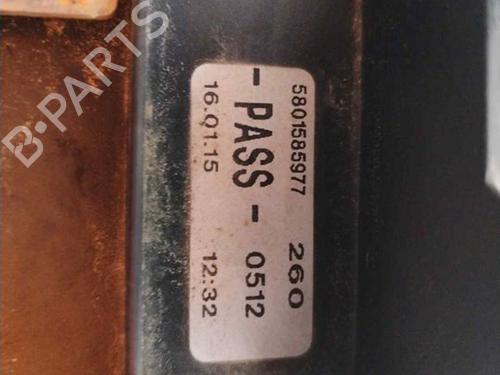 5801585977 260
- PASS - 0512
16.01.15 12:32
B-PARTS